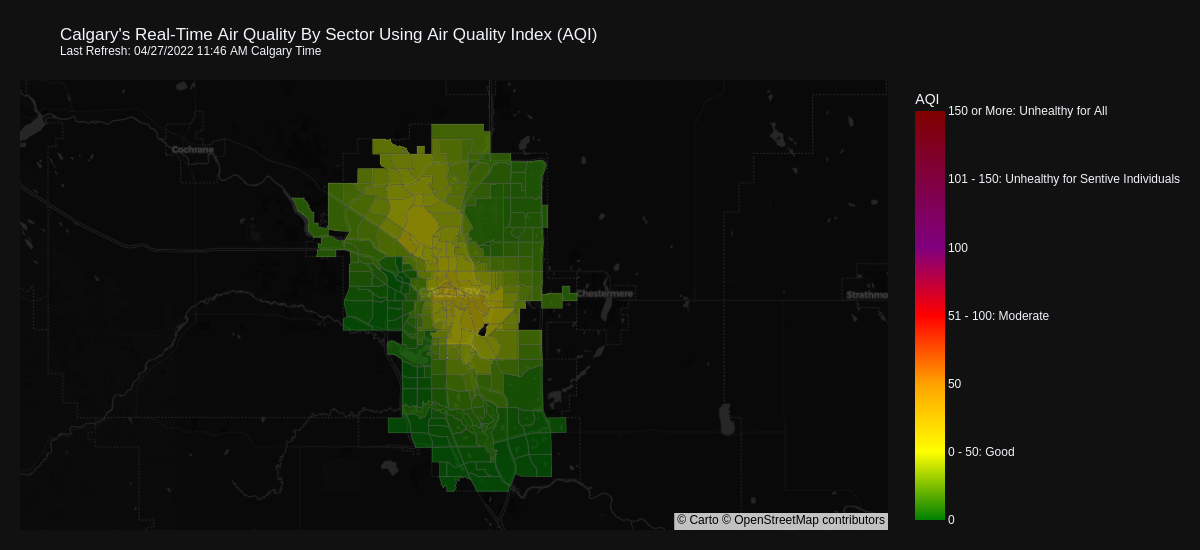 Calgary's Real-Time Air Quality By Sector Using Air Quality Index (AQI)
Last Refresh: 04/27/2022 11:46 AM Calgary Time
AQI
150 or More: Unhealthy for All
101 - 150: Unhealthy for Sentive Individuals
100
51 - 100: Moderate
50
0 - 50: Good
0
Cochrane
Chestermere
Strathmo
© Carto © OpenStreetMap contributors